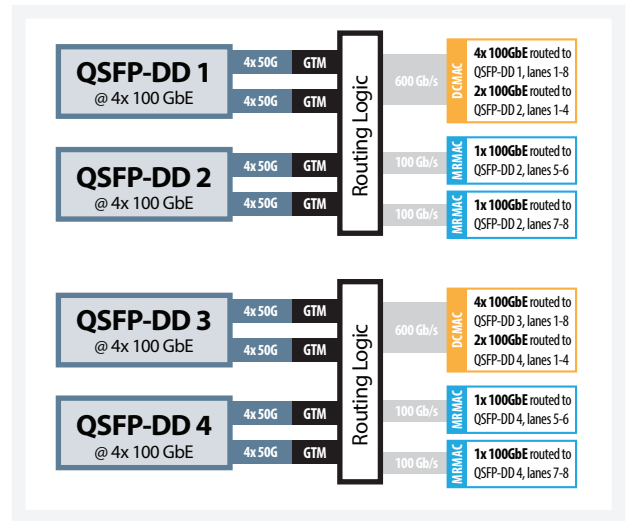 QSFP-DD 1
@ 4x 100 GbE
4x 50G
GTM
4x 50G
GTM
QSFP-DD 2
@ 4x 100 GbE
4x 50G
GTM
4x 50G
GTM
Routing Logic
600 Gb/s
DCMAC
4x 100GbE routed to
QSFP-DD 1, lanes 1-8
2x 100GbE routed to
QSFP-DD 2, lanes 1-4
100 Gb/s
MRMAC
1x 100GbE routed to
QSFP-DD 2, lanes 5-6
100 Gb/s
MRMAC
1x 100GbE routed to
QSFP-DD 2, lanes 7-8
QSFP-DD 3
@ 4x 100 GbE
4x 50G
GTM
4x 50G
GTM
QSFP-DD 4
@ 4x 100 GbE
4x 50G
GTM
4x 50G
GTM
Routing Logic
600 Gb/s
DCMAC
4x 100GbE routed to
QSFP-DD 3, lanes 1-8
2x 100GbE routed to
QSFP-DD 4, lanes 1-4
100 Gb/s
MRMAC
1x 100GbE routed to
QSFP-DD 4, lanes 5-6
100 Gb/s
MRMAC
1x 100GbE routed to
QSFP-DD 4, lanes 7-8